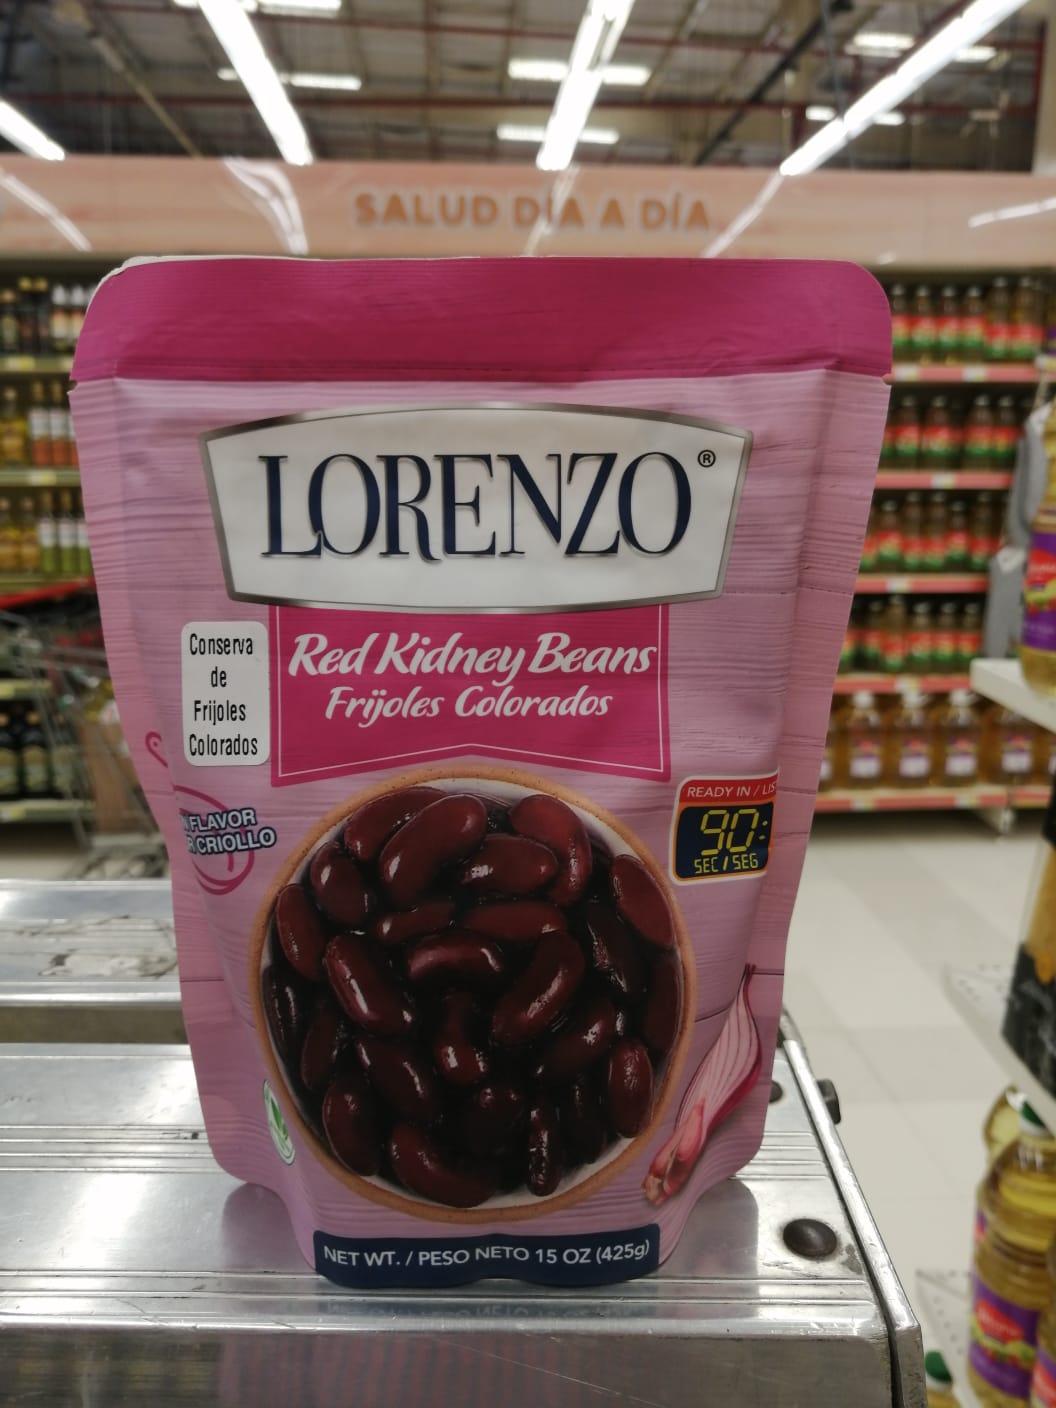 SALUD DÍA A DÍA
LORENZO®
Red Kidney Beans
Frijoles Colorados
Conserva
de
Frijoles
Colorados
FLAVOR
CRIOLLO
READY IN /
90:
SEC / SEG
NET WT. / PESO NETO 15 OZ (425g)